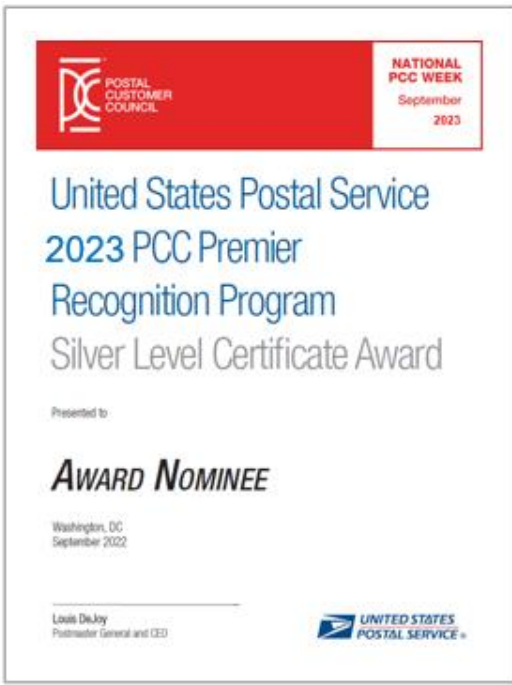 POSTAL
CUSTOMER
COUNCIL
NATIONAL
PCC WEEK
September
2023
United States Postal Service
2023 PCC Premier
Recognition Program
Silver Level Certificate Award
Presented to
AWARD NOMINEE
Washington, DC
September 2022
Louis DeJoy
Postmaster General and CEO
UNITED STATES
POSTAL SERVICE®